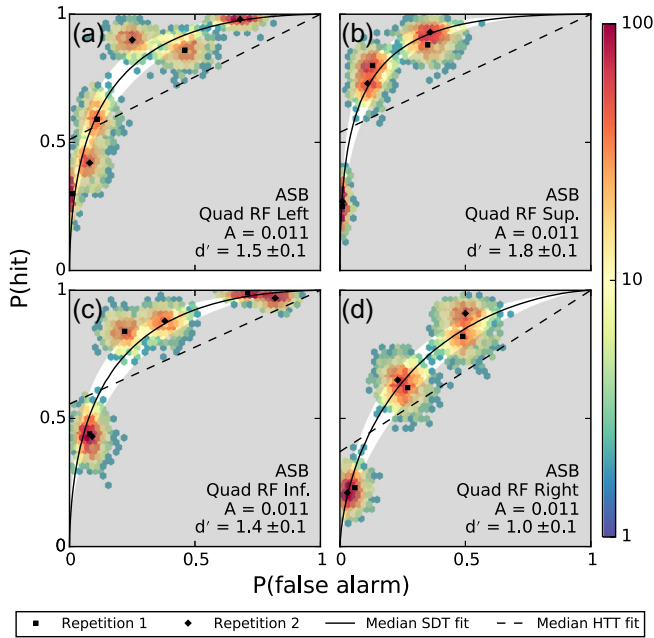 (a)
ASB
Quad RF Left
A = 0.011
d′ = 1.5 ±0.1
(b)
ASB
Quad RF Sup.
A = 0.011
d′ = 1.8 ±0.1
(c)
ASB
Quad RF Inf.
A = 0.011
d′ = 1.4 ±0.1
(d)
ASB
Quad RF Right
A = 0.011
d′ = 1.0 ±0.1
1
0.5
0
1
0.5
0
0 0.5 1
0 0.5 1
P(hit)
P(false alarm)
100
10
1
Repetition 1 Repetition 2 Median SDT fit Median HTT fit